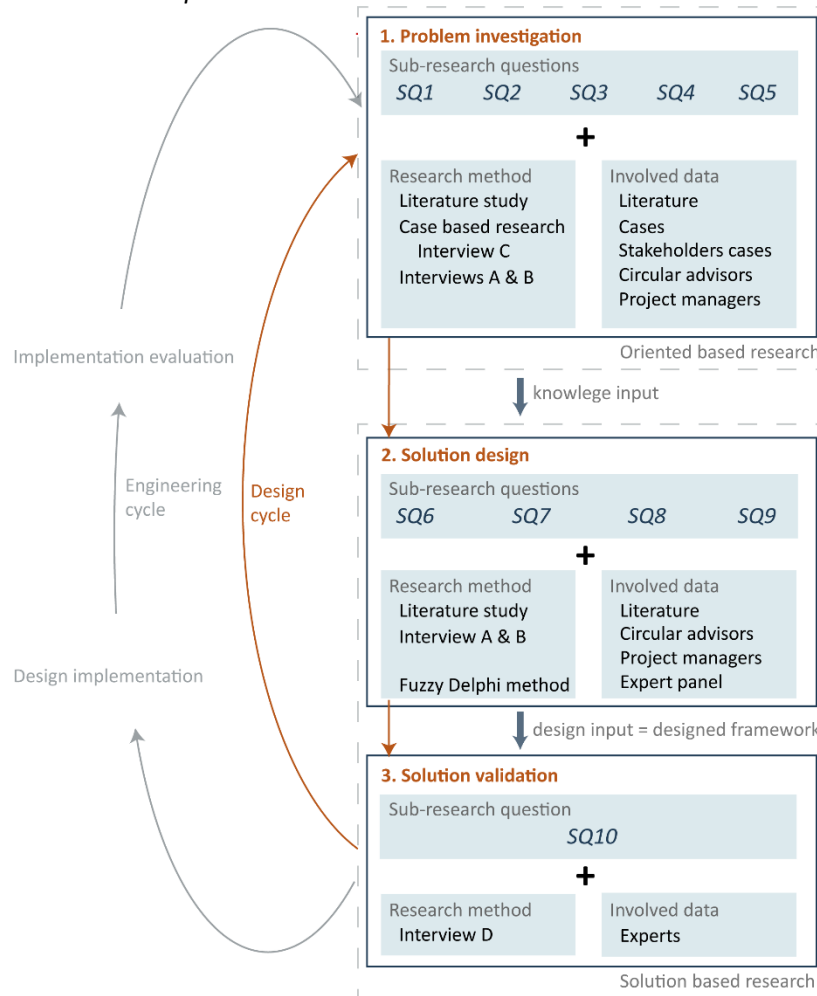 1. Problem investigation
Sub-research questions
SQ1 SQ2 SQ3 SQ4 SQ5
+
Research method
Literature study
Case based research
Interview C
Interviews A & B
Involved data
Literature
Cases
Stakeholders cases
Circular advisors
Project managers
Oriented based research
knowlege input
Implementation evaluation
Engineering
cycle
Design
cycle
Design implementation
2. Solution design
Sub-research questions
SQ6 SQ7 SQ8 SQ9
+
Research method
Literature study
Interview A & B
Fuzzy Delphi method
Involved data
Literature
Circular advisors
Project managers
Expert panel
design input = designed framework
3. Solution validation
Sub-research question
SQ10
+
Research method
Interview D
Involved data
Experts
Solution based research